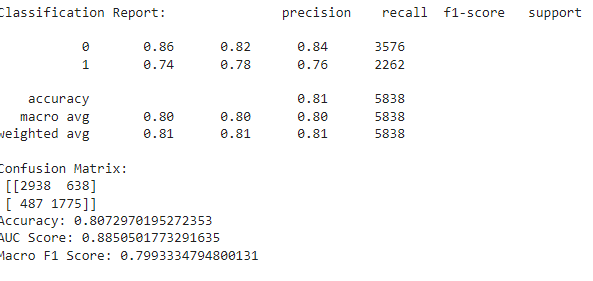 Classification Report: precision recall f1-score support
0 0.86 0.82 0.84 3576
1 0.74 0.78 0.76 2262
accuracy 0.81 5838
macro avg 0.80 0.80 0.80 5838
weighted avg 0.81 0.81 0.81 5838
Confusion Matrix:
[[2938 638]
[ 487 1775]]
Accuracy: 0.8072970195272353
AUC Score: 0.8850501773291635
Macro F1 Score: 0.7993334794800131